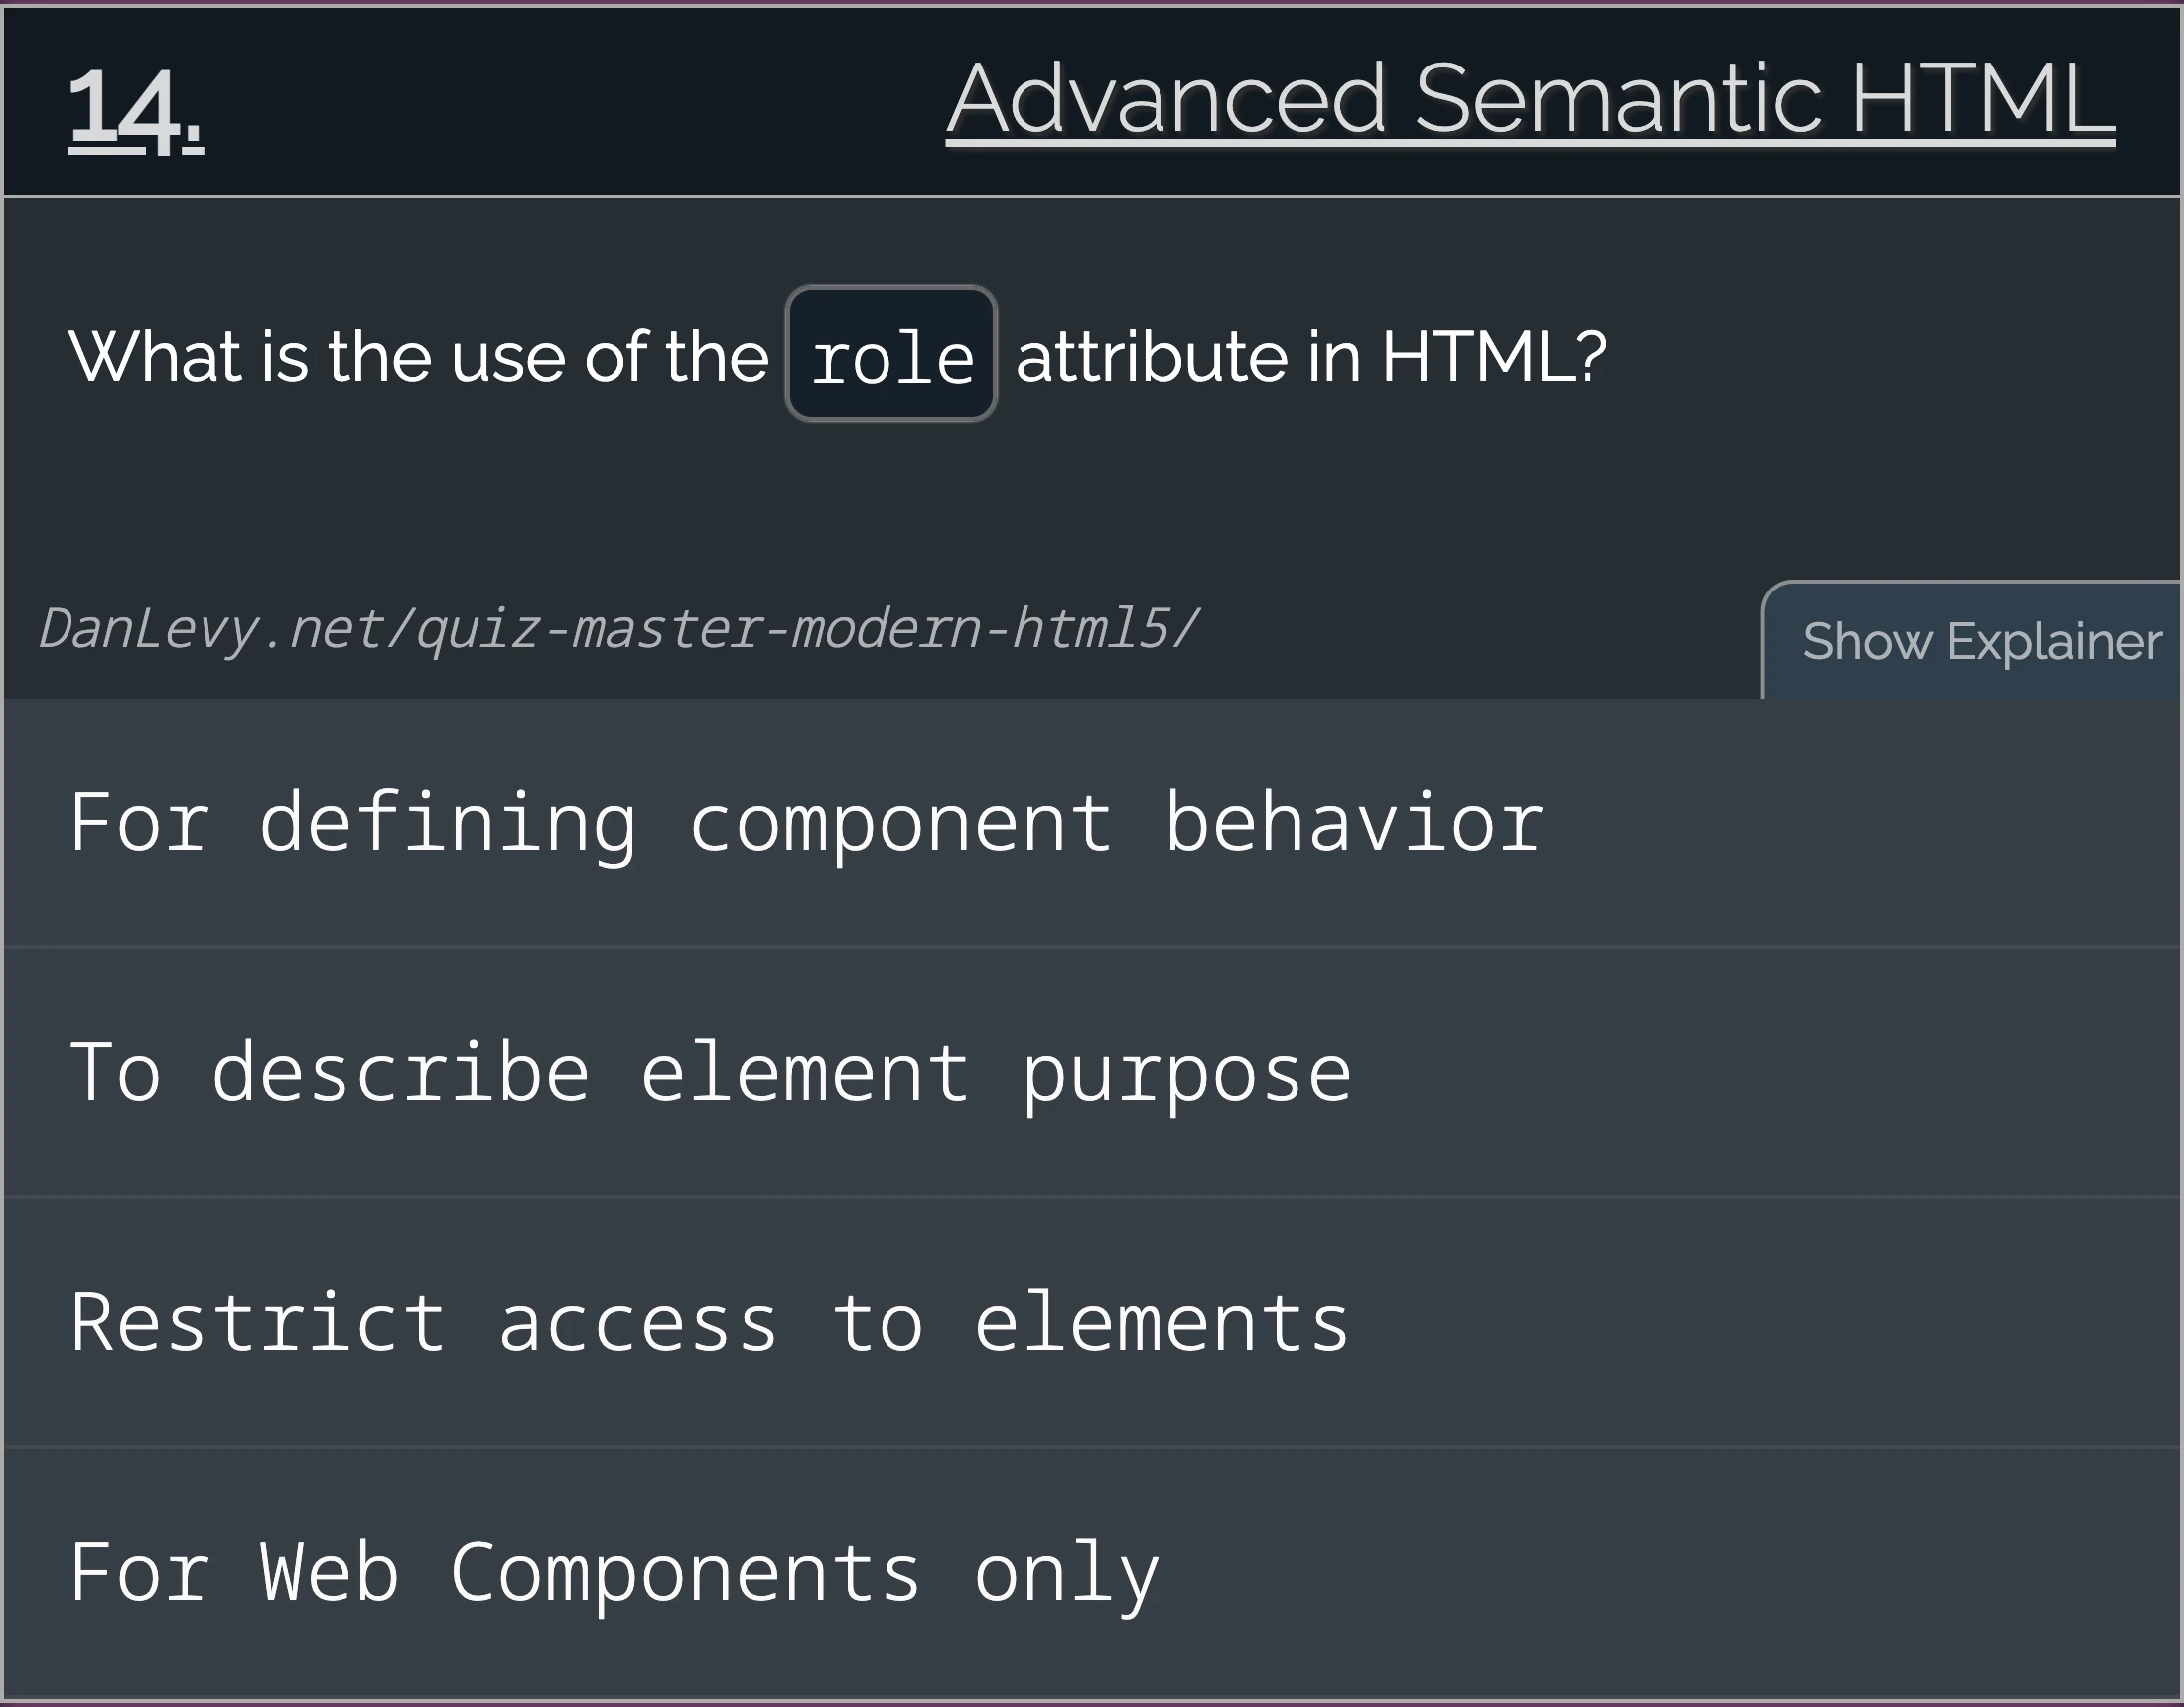 14.
Advanced Semantic HTML
What is the use of the role attribute in HTML?
DanLevy.net/quiz-master-modern-html5/
Show Explainer
For defining component behavior
To describe element purpose
Restrict access to elements
For Web Components only